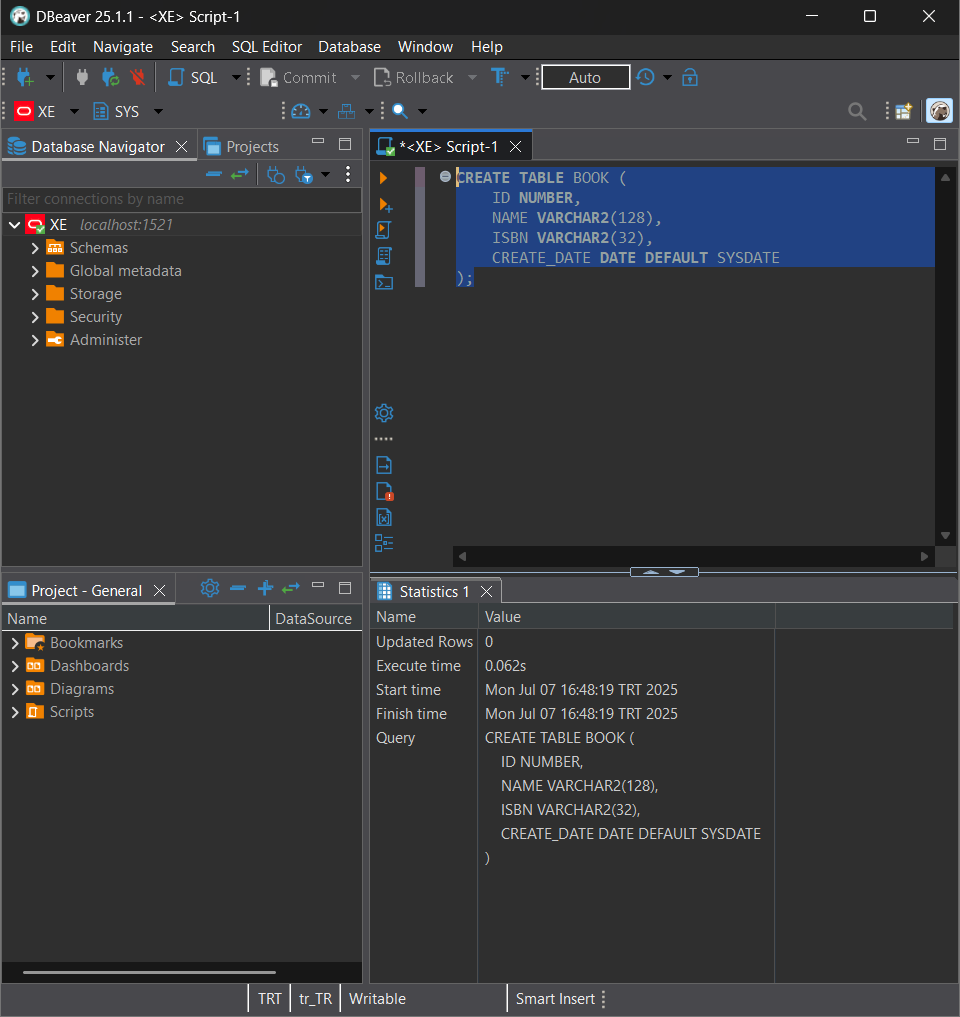 DBeaver 25.1.1 - <XE> Script-1
File Edit Navigate Search SQL Editor Database Window Help
SQL Commit Rollback Auto
XE SYS
Database Navigator Projects
Filter connections by name
XE localhost:1521
Schemas
Global metadata
Storage
Security
Administer
*<XE> Script-1
CREATE TABLE BOOK (
ID NUMBER,
NAME VARCHAR2(128),
ISBN VARCHAR2(32),
CREATE_DATE DATE DEFAULT SYSDATE
);
Project - General
Name DataSource
Bookmarks
Dashboards
Diagrams
Scripts
Statistics 1
Name Value
Updated Rows 0
Execute time 0.062s
Start time Mon Jul 07 16:48:19 TRT 2025
Finish time Mon Jul 07 16:48:19 TRT 2025
Query CREATE TABLE BOOK (
ID NUMBER,
NAME VARCHAR2(128),
ISBN VARCHAR2(32),
CREATE_DATE DATE DEFAULT SYSDATE
)
TRT tr_TR Writable Smart Insert